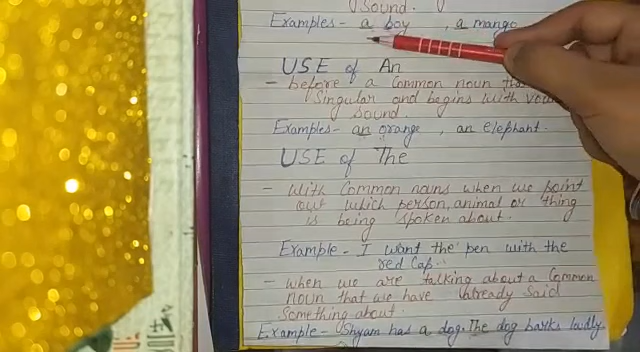 Sound.
Examples- a boy , a mango
USE of An
- before a Common noun
Singular and begins with vowel
Sound
Examples- an orange , an elephant.
USE of The
- with Common nouns when we point
out which person, animal or thing
is being spoken about.
Example - I want the pen with the
red Cap.
- when we are talking about a Common
noun that we have already said
Something about.
Example- Shyam has a dog. The dog barks loudly.